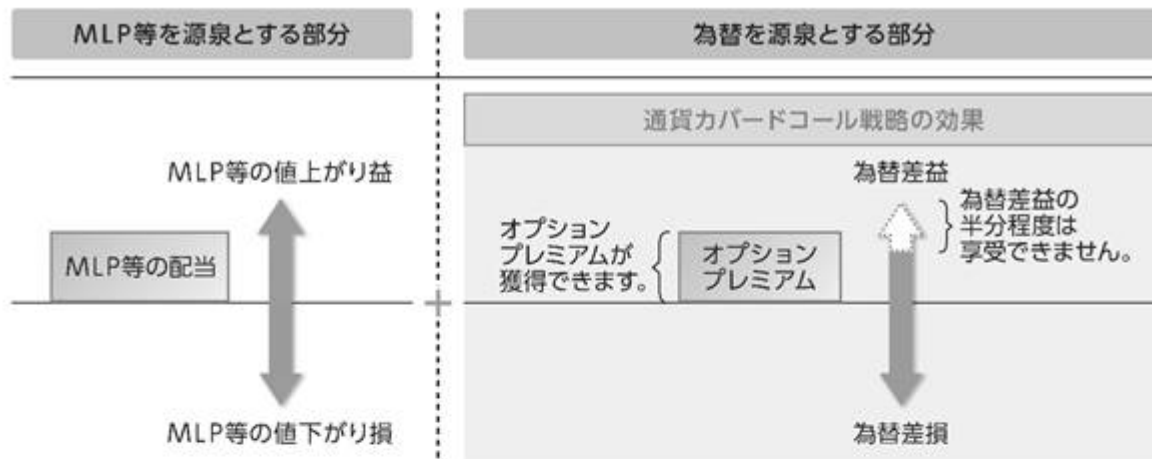 MLP等を源泉とする部分
為替を源泉とする部分
通貨カバードコール戦略の効果
MLP等の値上がり益
MLP等の配当
MLP等の値下がり損
為替差益
為替差益の
半分程度は
享受できません。
オプション
プレミアムが
獲得できます。
オプション
プレミアム
為替差損